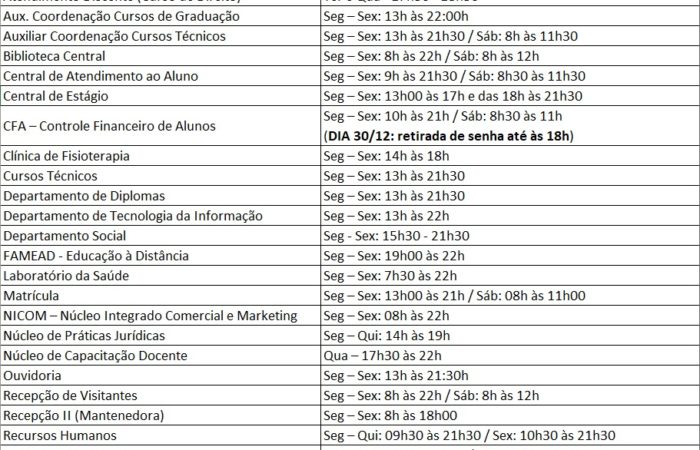 Aux. Coordenação Cursos de Graduação Seg – Sex: 13h às 22:00h
Auxiliar Coordenação Cursos Técnicos Seg – Sex: 13h às 21h30 / Sáb: 8h às 11h30
Biblioteca Central Seg – Sex: 8h às 22h / Sáb: 8h às 12h
Central de Atendimento ao Aluno Seg – Sex: 9h às 21h30 / Sáb: 8h30 às 11h30
Central de Estágio Seg – Sex: 13h00 às 17h e das 18h às 21h30
CFA – Controle Financeiro de Alunos Seg – Sex: 10h às 21h / Sáb: 8h30 às 11h
(DIA 30/12: retirada de senha até às 18h)
Clínica de Fisioterapia Seg – Sex: 14h às 18h
Cursos Técnicos Seg – Sex: 13h às 21h30
Departamento de Diplomas Seg – Sex: 13h às 21h30
Departamento de Tecnologia da Informação Seg – Sex: 13h às 22h
Departamento Social Seg - Sex: 15h30 - 21h30
FAMEAD - Educação à Distância Seg – Sex: 19h00 às 22h
Laboratório da Saúde Seg – Sex: 7h30 às 22h
Matrícula Seg – Sex: 13h00 às 21h / Sáb: 08h às 11h00
NICOM – Núcleo Integrado Comercial e Marketing Seg – Sex: 08h às 22h
Núcleo de Práticas Jurídicas Seg – Qui: 14h às 19h
Núcleo de Capacitação Docente Qua – 17h30 às 22h
Ouvidoria Seg – Sex: 13h às 21:30h
Recepção de Visitantes Seg – Sex: 8h às 22h / Sáb: 8h às 12h
Recepção II (Mantenedora) Seg – Sex: 8h às 18h00
Recursos Humanos Seg – Qui: 09h30 às 21h30 / Sex: 10h30 às 21h30